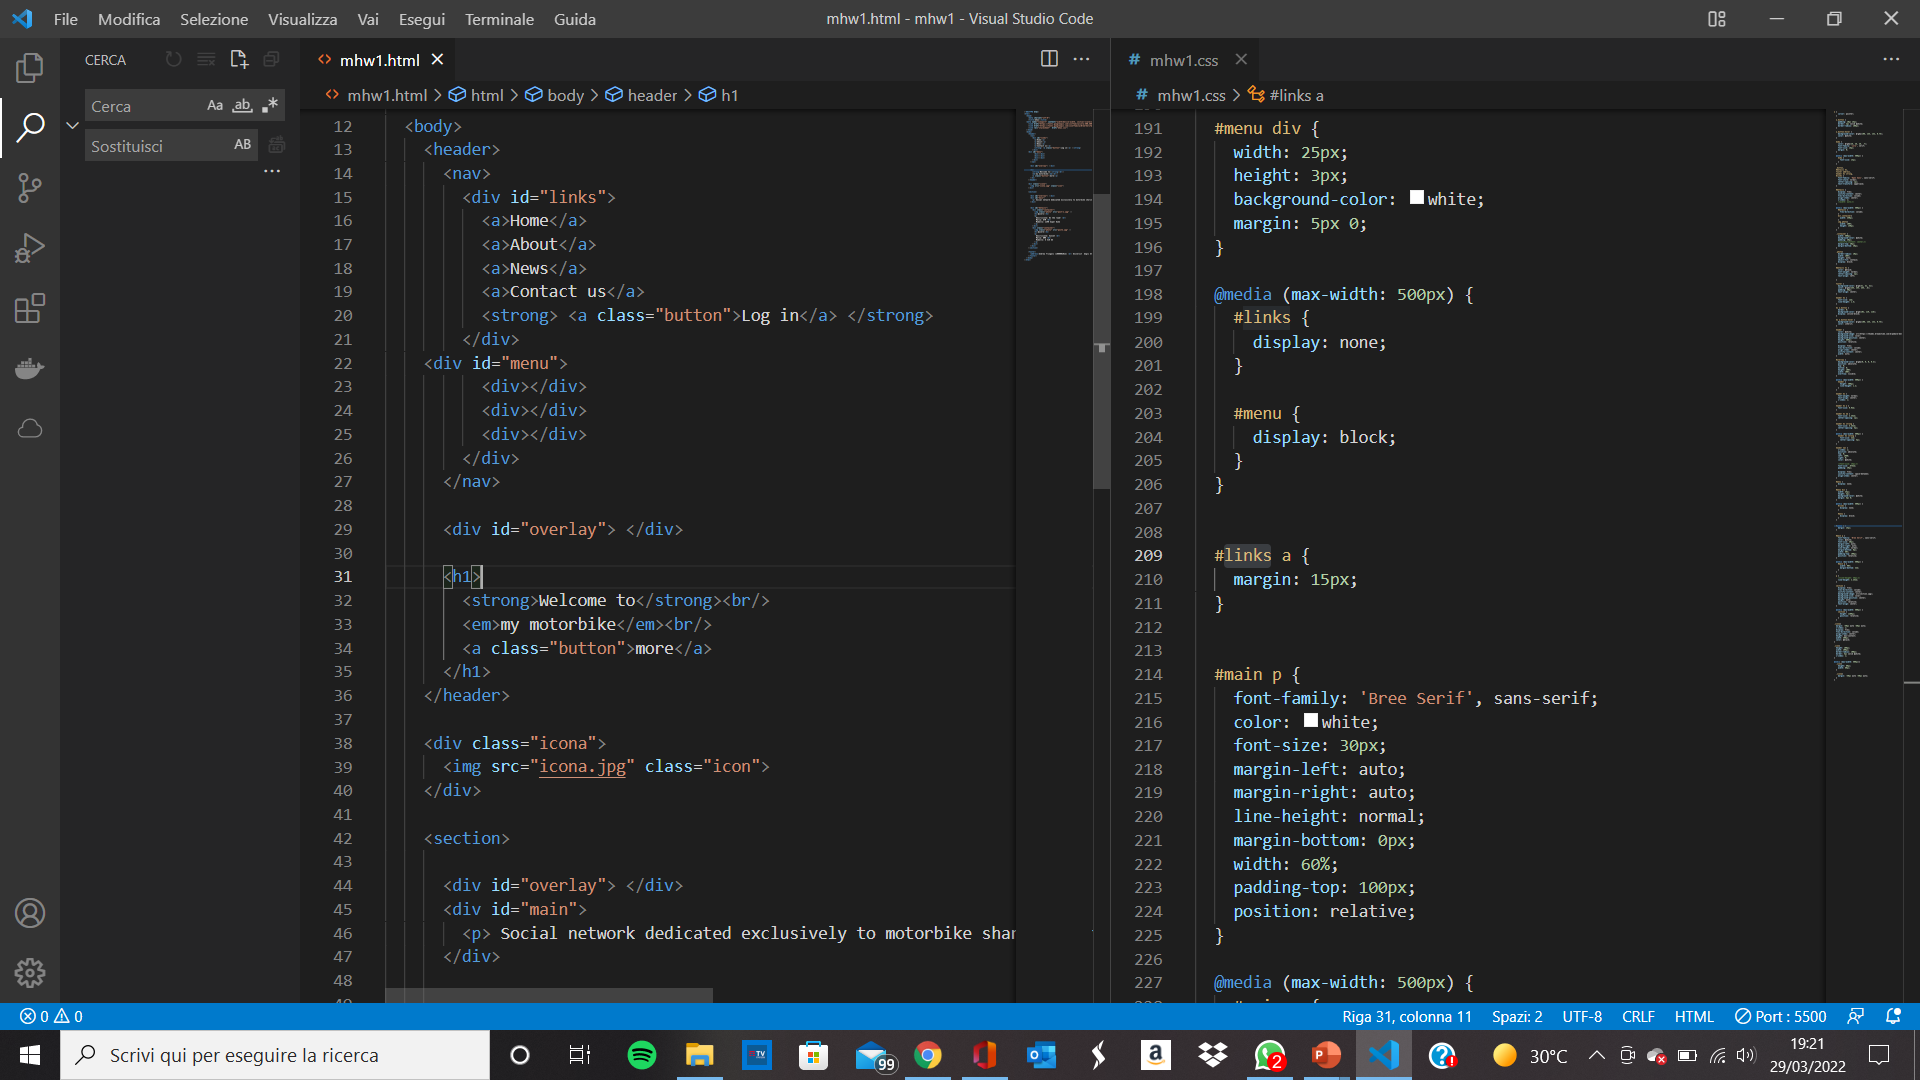 File Modifica Selezione Visualizza Vai Esegui Terminale Guida
mhw1.html - mhw1 - Visual Studio Code
CERCA
Cerca
Aa ab
Sostituisci
AB
mhw1.html
mhw1.html > html > body > header > h1
12 <body>
13 <header>
14 <nav>
15 <div id="links">
16 <a>Home</a>
17 <a>About</a>
18 <a>News</a>
19 <a>Contact us</a>
20 <strong> <a class="button">Log in</a> </strong>
21 </div>
22 <div id="menu">
23 <div></div>
24 <div></div>
25 <div></div>
26 </div>
27 </nav>
28
29 <div id="overlay"> </div>
30
31 <h1>
32 <strong>Welcome to</strong><br/>
33 <em>my motorbike</em><br/>
34 <a class="button">more</a>
35 </h1>
36 </header>
37
38 <div class="icona">
39 <img src="icona.jpg" class="icon">
40 </div>
41
42 <section>
43
44 <div id="overlay"> </div>
45 <div id="main">
46 <p> Social network dedicated exclusively to motorbike shar
47 </div>
48
# mhw1.css
# mhw1.css > #links a
191 #menu div {
192 width: 25px;
193 height: 3px;
194 background-color: white;
195 margin: 5px 0;
196 }
197
198 @media (max-width: 500px) {
199 #links {
200 display: none;
201 }
202
203 #menu {
204 display: block;
205 }
206 }
207
208
209 #links a {
210 margin: 15px;
211 }
212
213
214 #main p {
215 font-family: 'Bree Serif', sans-serif;
216 color: white;
217 font-size: 30px;
218 margin-left: auto;
219 margin-right: auto;
220 line-height: normal;
221 margin-bottom: 0px;
222 width: 60%;
223 padding-top: 100px;
224 position: relative;
225 }
226
227 @media (max-width: 500px) {
0 0
Riga 31, colonna 11 Spazi: 2 UTF-8 CRLF HTML Port : 5500
Scrivi qui per eseguire la ricerca
TV
99
2
30°C
19:21
29/03/2022